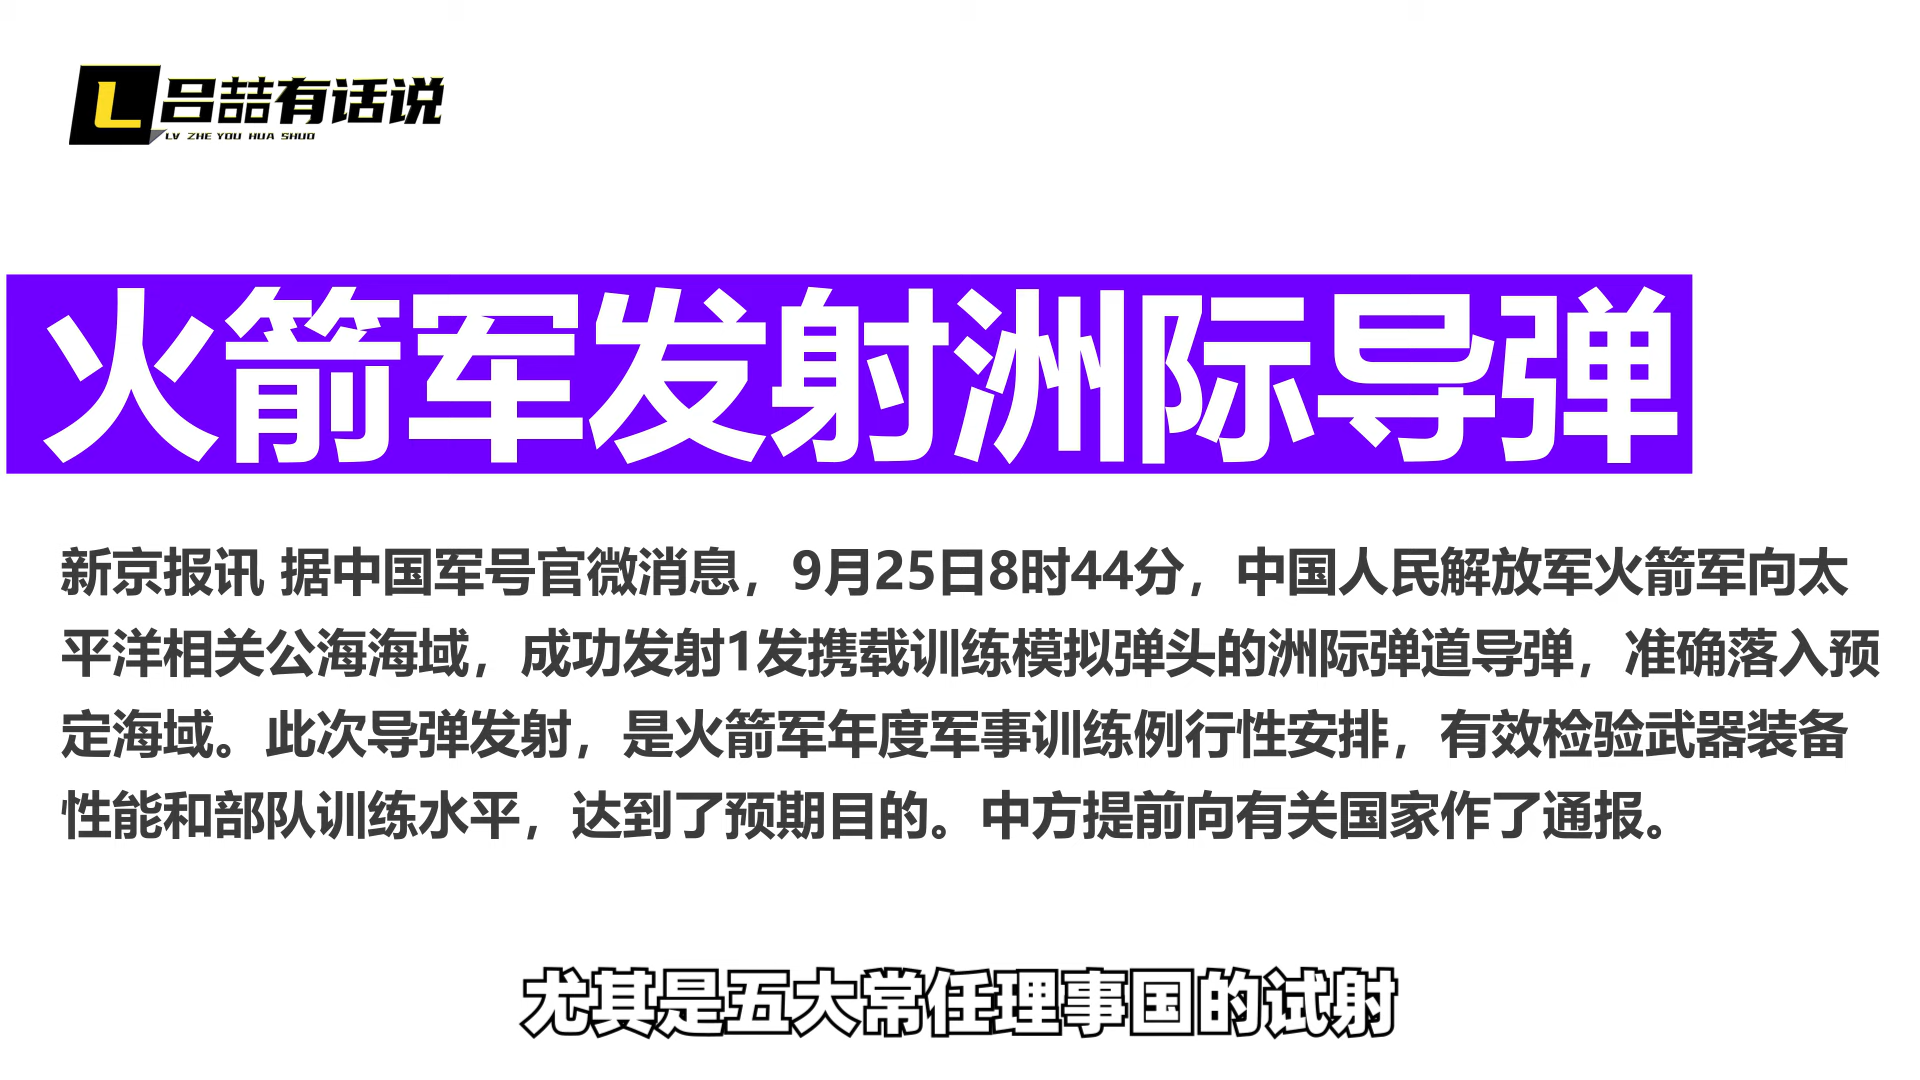 L
吕喆有话说
LV ZHE YOU HUA SHUO
火箭军发射洲际导弹
新京报讯 据中国军号官微消息，9月25日8时44分，中国人民解放军火箭军向太
平洋相关公海海域，成功发射1发携载训练模拟弹头的洲际弹道导弹，准确落入预
定海域。此次导弹发射，是火箭军年度军事训练例行性安排，有效检验武器装备
性能和部队训练水平，达到了预期目的。中方提前向有关国家作了通报。
尤其是五大常任理事国的试射